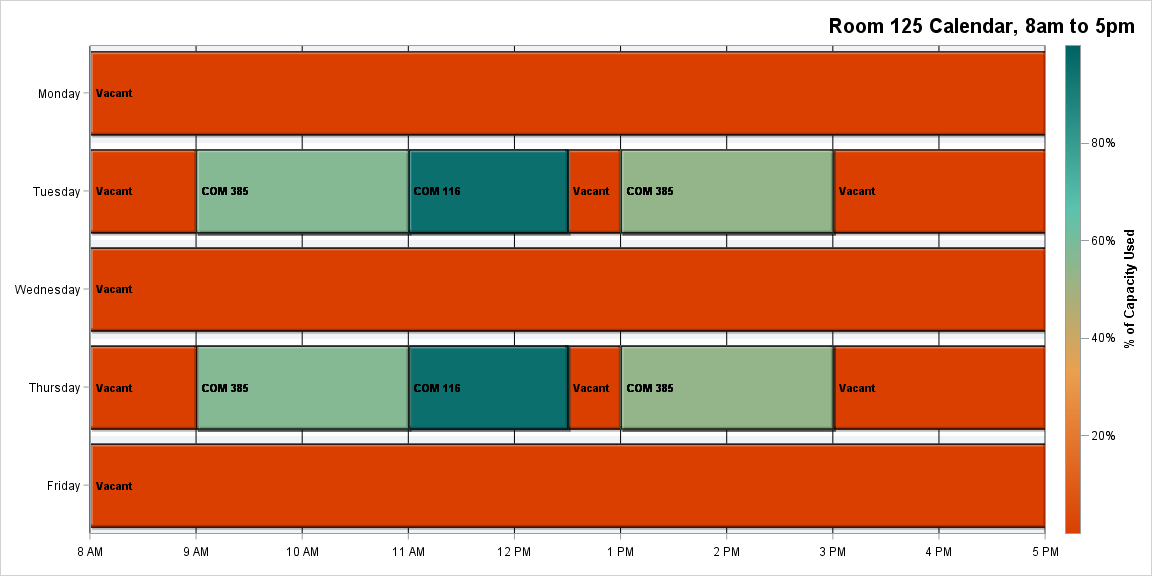 Room 125 Calendar, 8am to 5pm
Monday
Vacant
Tuesday
Vacant COM 385 COM 116 Vacant COM 385 Vacant
Wednesday
Vacant
Thursday
Vacant COM 385 COM 116 Vacant COM 385 Vacant
Friday
Vacant
8 AM 9 AM 10 AM 11 AM 12 PM 1 PM 2 PM 3 PM 4 PM 5 PM
80%
60%
40%
20%
% of Capacity Used